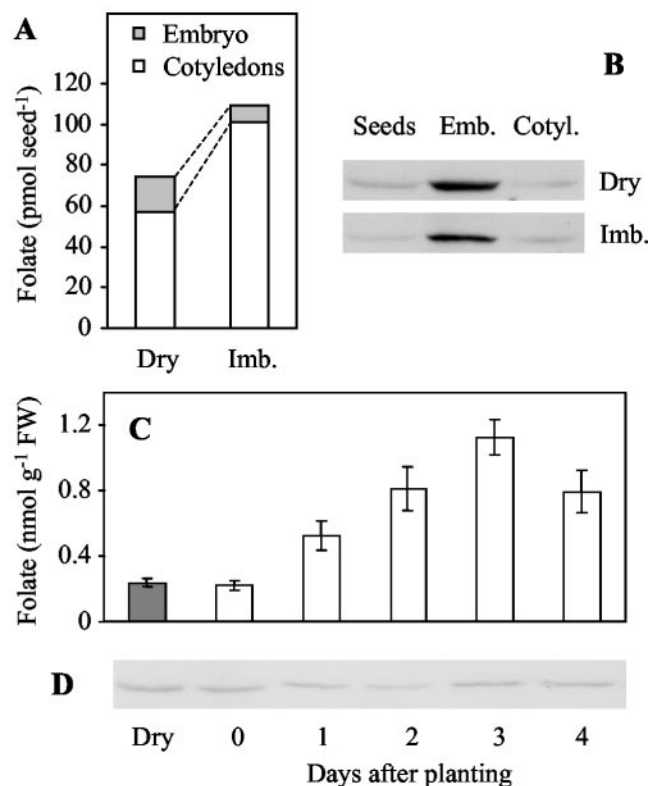 A
Embryo
Cotyledons
Folate (pmol seed⁻¹)
120
100
80
60
40
20
0
Dry Imb.
B
Seeds Emb. Cotyl.
Dry
Imb.
C
Folate (nmol g⁻¹ FW)
1.2
0.8
0.4
0
D
Dry 0 1 2 3 4
Days after planting